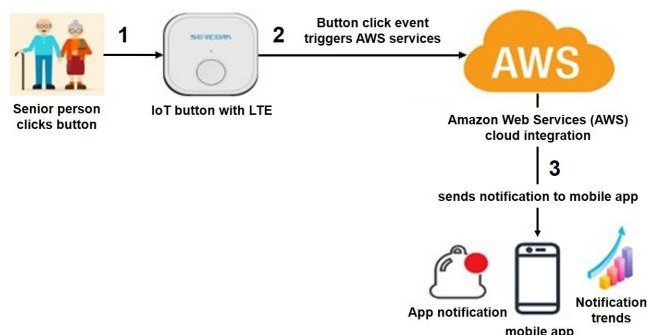 1
2
Button click event
triggers AWS services
SERCOMM
AWS
Senior person
clicks button
IoT button with LTE
Amazon Web Services (AWS)
cloud integration
3
sends notification to mobile app
App notification
mobile app
Notification
trends